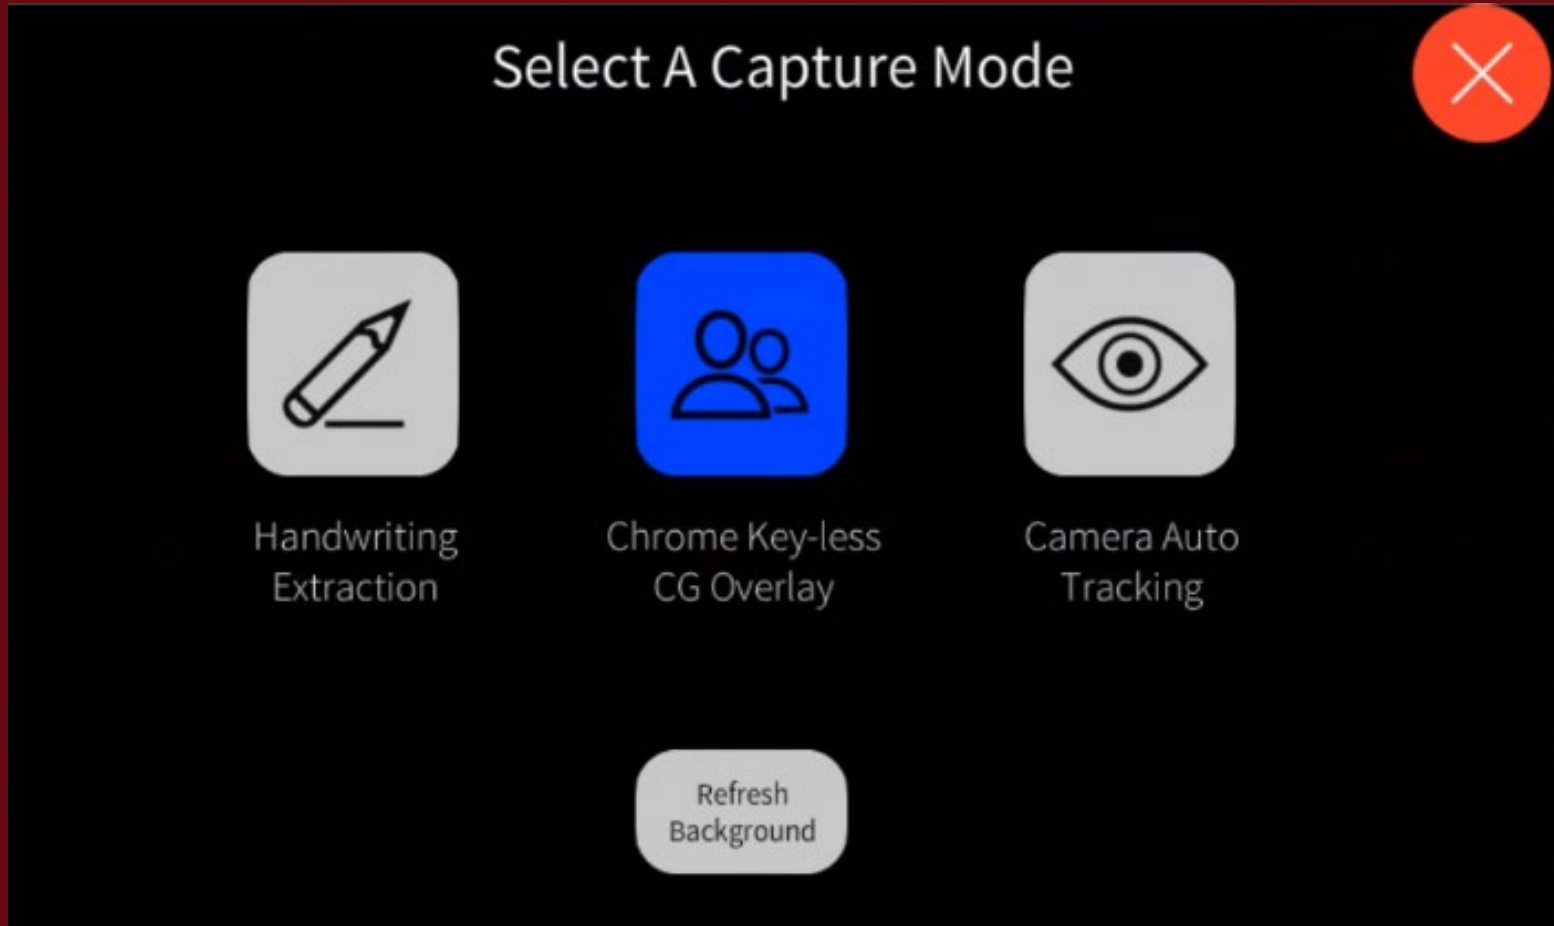 Select A Capture Mode
Handwriting
Extraction
Chrome Key-less
CG Overlay
Camera Auto
Tracking
Refresh
Background